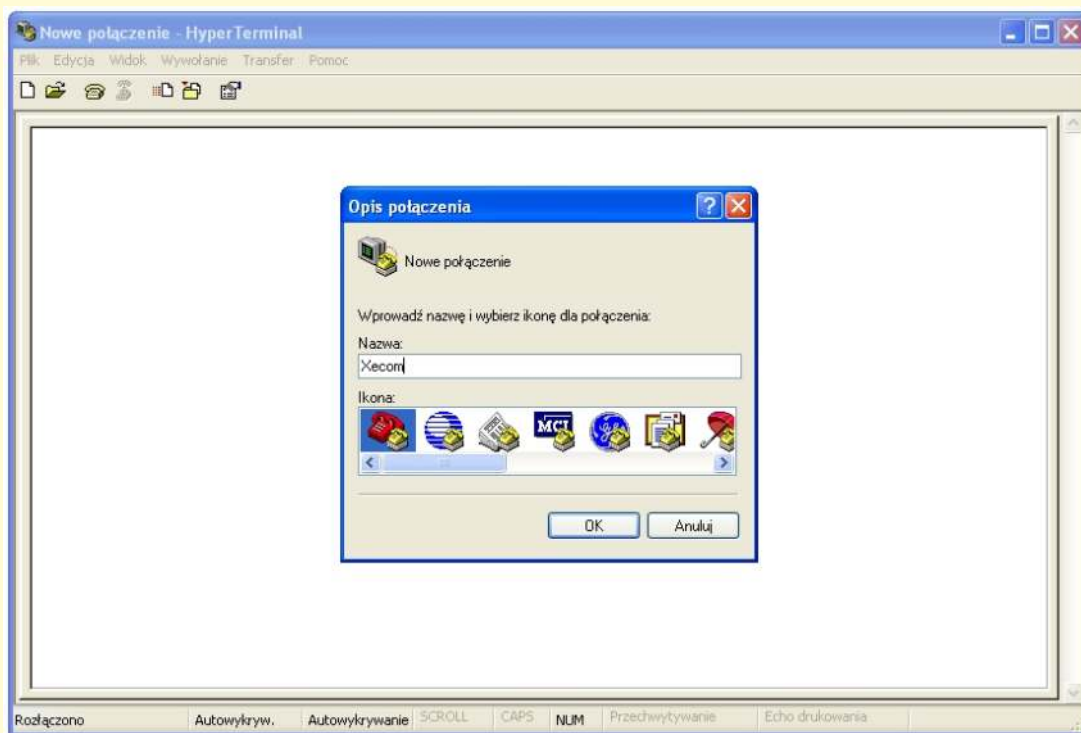 Nowe połączenie - HyperTerminal
Plik Edycja Widok Wywołanie Transfer Pomoc
Opis połączenia
Nowe połączenie
Wprowadź nazwę i wybierz ikonę dla połączenia:
Nazwa:
Xecom
Ikona:
MCI
OK Anuluj
Rozłączono Autowykryw. Autowykrywanie SCROLL CAPS NUM Przechwytywanie Echo drukowania